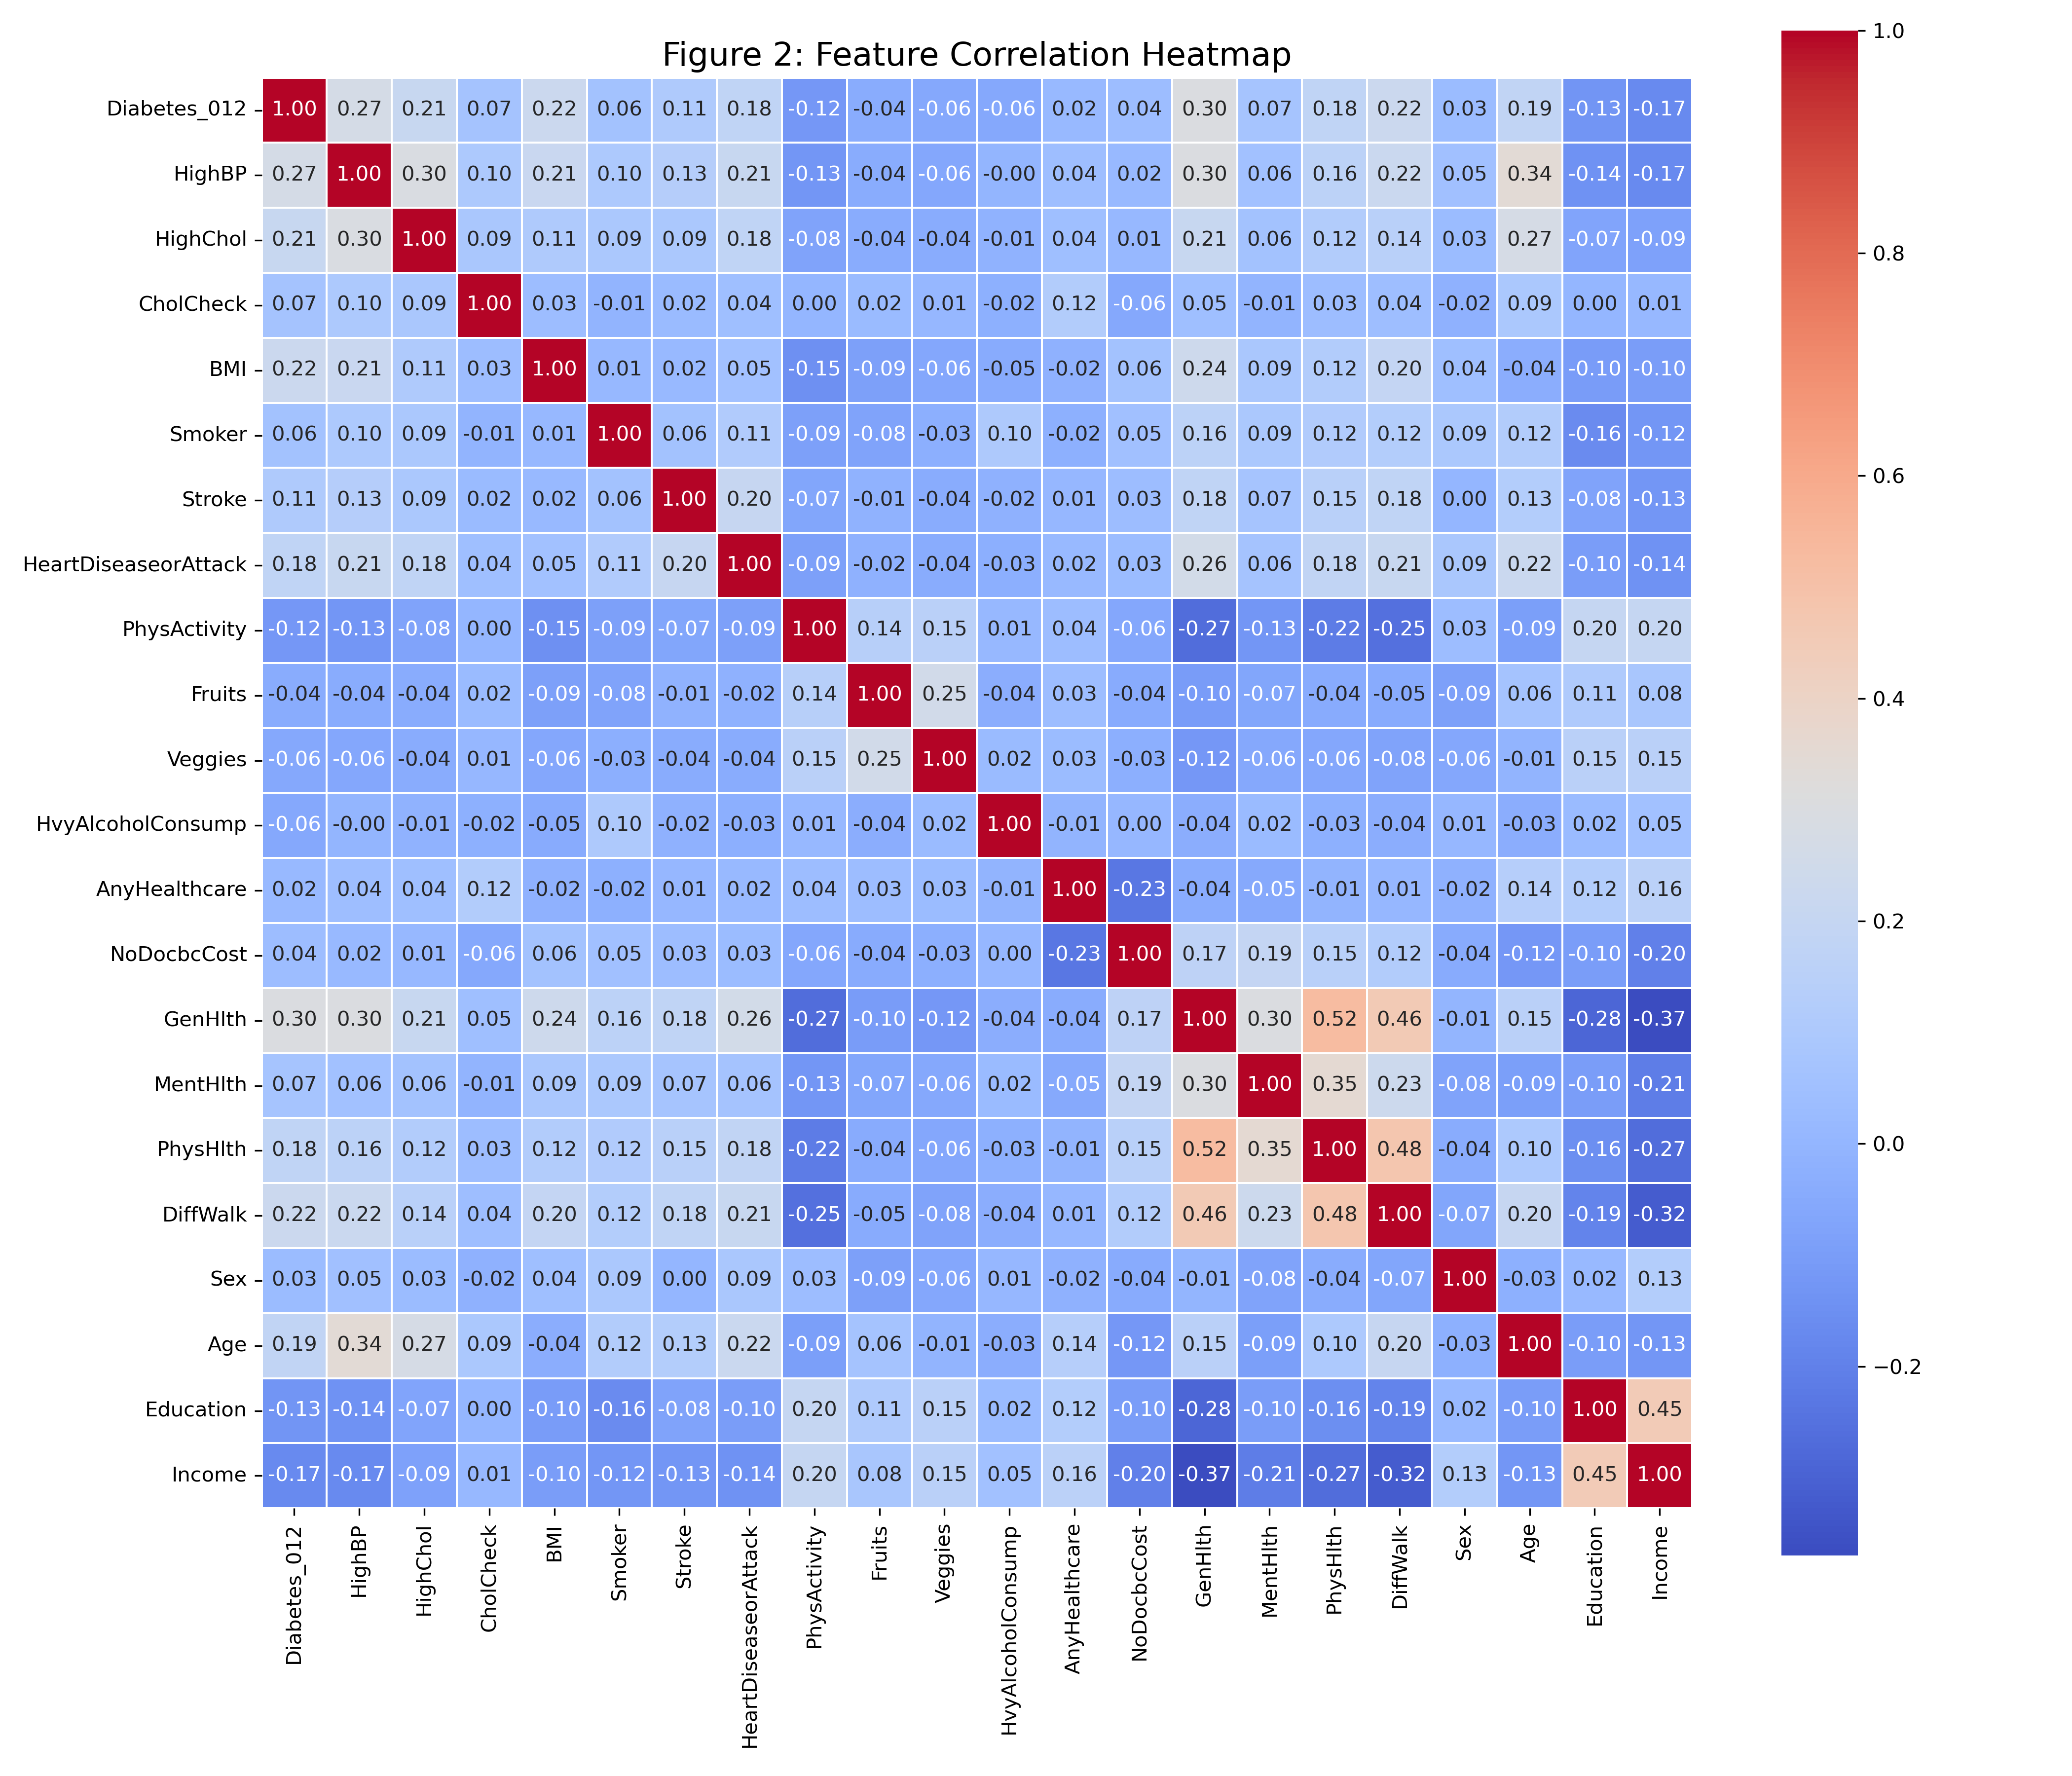 Figure 2: Feature Correlation Heatmap
1.0
Diabetes_012 1.00 0.27 0.21 0.07 0.22 0.06 0.11 0.18 -0.12 -0.04 -0.06 -0.06 0.02 0.04 0.30 0.07 0.18 0.22 0.03 0.19 -0.13 -0.17
HighBP 0.27 1.00 0.30 0.10 0.21 0.10 0.13 0.21 -0.13 -0.04 -0.06 -0.00 0.04 0.02 0.30 0.06 0.16 0.22 0.05 0.34 -0.14 -0.17
HighChol 0.21 0.30 1.00 0.09 0.11 0.09 0.09 0.18 -0.08 -0.04 -0.04 -0.01 0.04 0.01 0.21 0.06 0.12 0.14 0.03 0.27 -0.07 -0.09
0.8
CholCheck 0.07 0.10 0.09 1.00 0.03 -0.01 0.02 0.04 0.00 0.02 0.01 -0.02 0.12 -0.06 0.05 -0.01 0.03 0.04 -0.02 0.09 0.00 0.01
BMI 0.22 0.21 0.11 0.03 1.00 0.01 0.02 0.05 -0.15 -0.09 -0.06 -0.05 -0.02 0.06 0.24 0.09 0.12 0.20 0.04 -0.04 -0.10 -0.10
Smoker 0.06 0.10 0.09 -0.01 0.01 1.00 0.06 0.11 -0.09 -0.08 -0.03 0.10 -0.02 0.05 0.16 0.09 0.12 0.12 0.09 0.12 -0.16 -0.12
0.6
Stroke 0.11 0.13 0.09 0.02 0.02 0.06 1.00 0.20 -0.07 -0.01 -0.04 -0.02 0.01 0.03 0.18 0.07 0.15 0.18 0.00 0.13 -0.08 -0.13
HeartDiseaseorAttack 0.18 0.21 0.18 0.04 0.05 0.11 0.20 1.00 -0.09 -0.02 -0.04 -0.03 0.02 0.03 0.26 0.06 0.18 0.21 0.09 0.22 -0.10 -0.14
PhysActivity -0.12 -0.13 -0.08 0.00 -0.15 -0.09 -0.07 -0.09 1.00 0.14 0.15 0.01 0.04 -0.06 -0.27 -0.13 -0.22 -0.25 0.03 -0.09 0.20 0.20
Fruits -0.04 -0.04 -0.04 0.02 -0.09 -0.08 -0.01 -0.02 0.14 1.00 0.25 -0.04 0.03 -0.04 -0.10 -0.07 -0.04 -0.05 -0.09 0.06 0.11 0.08
0.4
Veggies -0.06 -0.06 -0.04 0.01 -0.06 -0.03 -0.04 -0.04 0.15 0.25 1.00 0.02 0.03 -0.03 -0.12 -0.06 -0.06 -0.08 -0.06 -0.01 0.15 0.15
HvyAlcoholConsump -0.06 -0.00 -0.01 -0.02 -0.05 0.10 -0.02 -0.03 0.01 -0.04 0.02 1.00 -0.01 0.00 -0.04 0.02 -0.03 -0.04 0.01 -0.03 0.02 0.05
AnyHealthcare 0.02 0.04 0.04 0.12 -0.02 -0.02 0.01 0.02 0.04 0.03 0.03 -0.01 1.00 -0.23 -0.04 -0.05 -0.01 0.01 -0.02 0.14 0.12 0.16
0.2
NoDocbcCost 0.04 0.02 0.01 -0.06 0.06 0.05 0.03 0.03 -0.06 -0.04 -0.03 0.00 -0.23 1.00 0.17 0.19 0.15 0.12 -0.04 -0.12 -0.10 -0.20
GenHlth 0.30 0.30 0.21 0.05 0.24 0.16 0.18 0.26 -0.27 -0.10 -0.12 -0.04 -0.04 0.17 1.00 0.30 0.52 0.46 -0.01 0.15 -0.28 -0.37
MentHlth 0.07 0.06 0.06 -0.01 0.09 0.09 0.07 0.06 -0.13 -0.07 -0.06 0.02 -0.05 0.19 0.30 1.00 0.35 0.23 -0.08 -0.09 -0.10 -0.21
0.0
PhysHlth 0.18 0.16 0.12 0.03 0.12 0.12 0.15 0.18 -0.22 -0.04 -0.06 -0.03 -0.01 0.15 0.52 0.35 1.00 0.48 -0.04 0.10 -0.16 -0.27
DiffWalk 0.22 0.22 0.14 0.04 0.20 0.12 0.18 0.21 -0.25 -0.05 -0.08 -0.04 0.01 0.12 0.46 0.23 0.48 1.00 -0.07 0.20 -0.19 -0.32
Sex 0.03 0.05 0.03 -0.02 0.04 0.09 0.00 0.09 0.03 -0.09 -0.06 0.01 -0.02 -0.04 -0.01 -0.08 -0.04 -0.07 1.00 -0.03 0.02 0.13
Age 0.19 0.34 0.27 0.09 -0.04 0.12 0.13 0.22 -0.09 0.06 -0.01 -0.03 0.14 -0.12 0.15 -0.09 0.10 0.20 -0.03 1.00 -0.10 -0.13
−0.2
Education -0.13 -0.14 -0.07 0.00 -0.10 -0.16 -0.08 -0.10 0.20 0.11 0.15 0.02 0.12 -0.10 -0.28 -0.10 -0.16 -0.19 0.02 -0.10 1.00 0.45
Income -0.17 -0.17 -0.09 0.01 -0.10 -0.12 -0.13 -0.14 0.20 0.08 0.15 0.05 0.16 -0.20 -0.37 -0.21 -0.27 -0.32 0.13 -0.13 0.45 1.00
Diabetes_012
HighBP
HighChol
CholCheck
BMI
Smoker
Stroke
HeartDiseaseorAttack
PhysActivity
Fruits
Veggies
HvyAlcoholConsump
AnyHealthcare
NoDocbcCost
GenHlth
MentHlth
PhysHlth
DiffWalk
Sex
Age
Education
Income